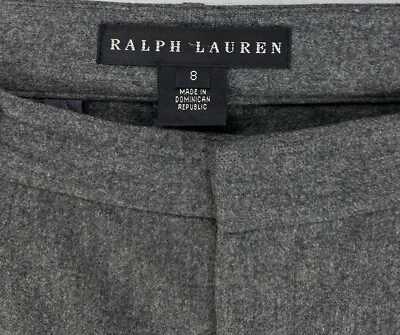 RALPH LAUREN
8
MADE IN
DOMINICAN
REPUBLIC